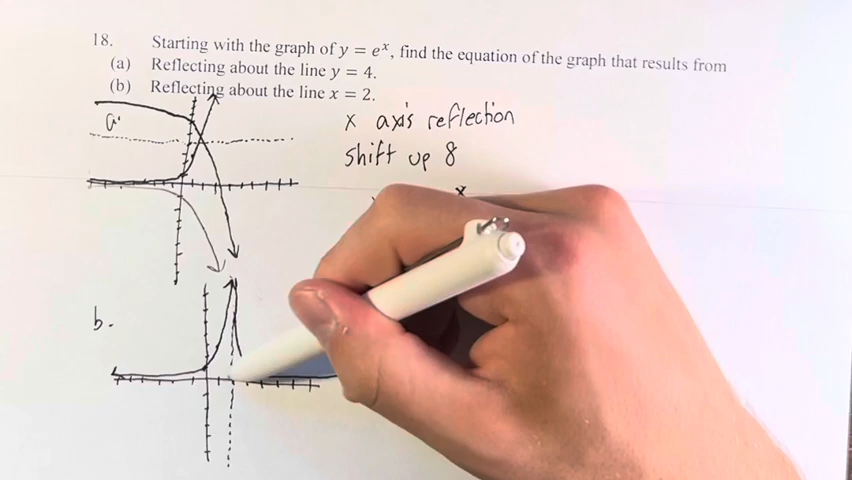 18. Starting with the graph of y = eˣ, find the equation of the graph that results from
(a) Reflecting about the line y = 4.
(b) Reflecting about the line x = 2.
a.
x axis reflection
shift up 8
x
b.